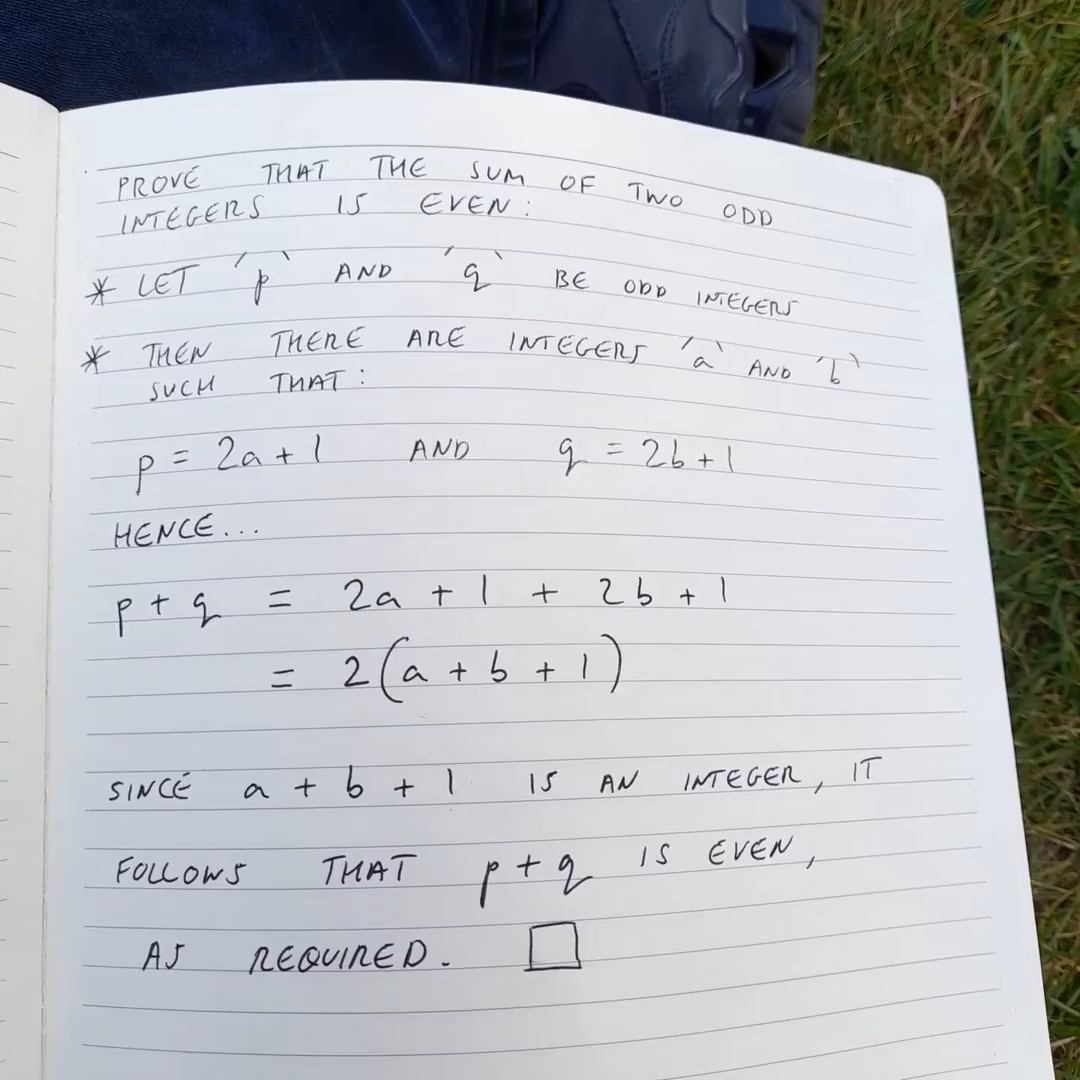 PROVE THAT THE SUM OF TWO ODD
INTEGERS IS EVEN:
* LET 'p' AND 'q' BE ODD INTEGERS
* THEN THERE ARE INTEGERS 'a' AND 'b'
SUCH THAT:
p = 2a + 1 AND q = 2b + 1
HENCE...
p + q = 2a + 1 + 2b + 1
= 2(a + b + 1)
SINCE a + b + 1 IS AN INTEGER, IT
FOLLOWS THAT p + q IS EVEN,
AS REQUIRED. □